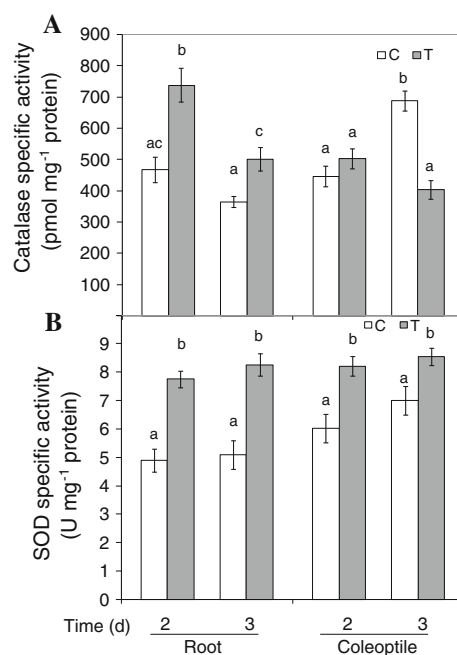 A
Catalase specific activity
(pmol mg⁻¹ protein)
900
800
700
600
500
400
300
200
100
C T
ac
b
a
c
a
a
b
a
B
SOD specific activity
(U mg⁻¹ protein)
9
8
7
6
5
4
3
2
1
0
C T
a
b
a
b
a
b
a
b
Time (d) 2 3 2 3
Root Coleoptile